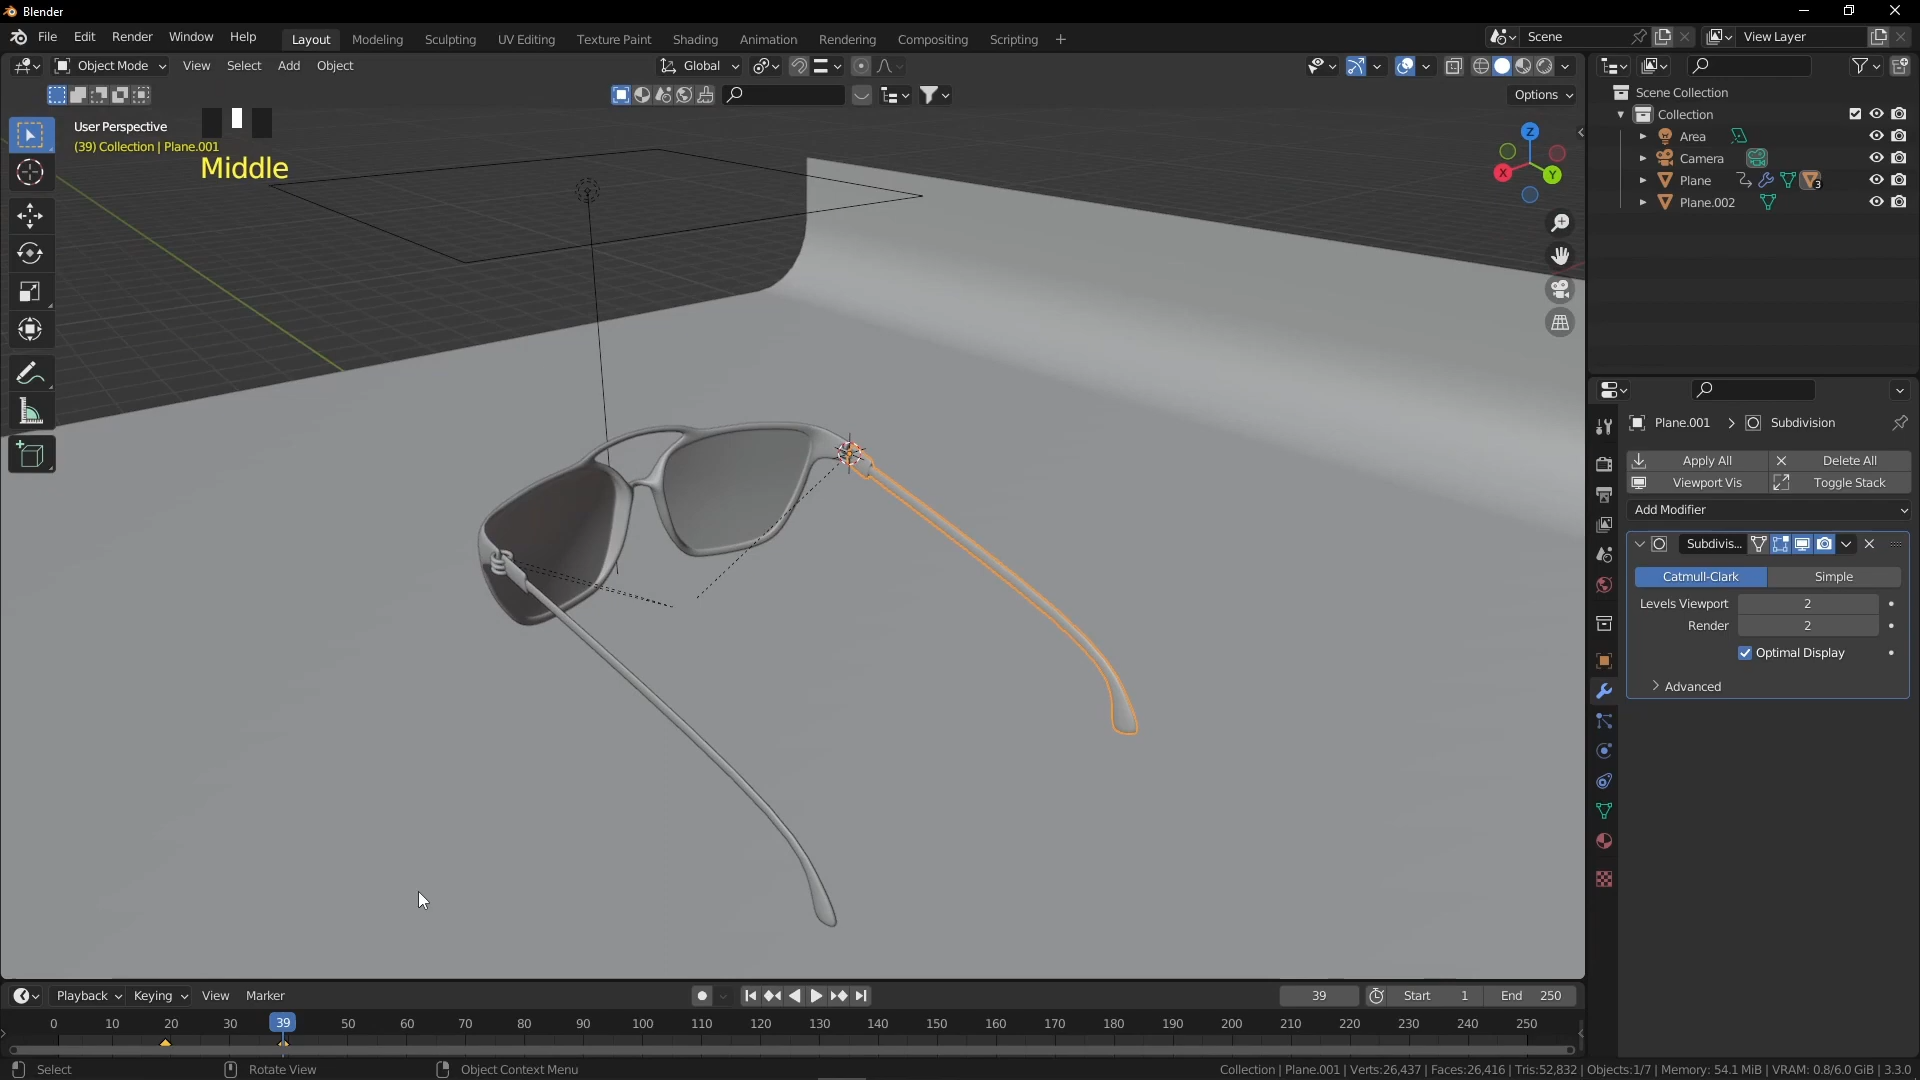 Blender
File Edit Render Window Help Layout Modeling Sculpting UV Editing Texture Paint Shading Animation Rendering Compositing Scripting + Scene View Layer
Object Mode View Select Add Object Global
Options
User Perspective
(39) Collection | Plane.001
Middle
Z
X
Y
Scene Collection
Collection
Area
Camera
Plane 3
Plane.002
Plane.001 > Subdivision
Apply All Delete All
Viewport Vis Toggle Stack
Add Modifier
Subdivis...
Catmull-Clark Simple
Levels Viewport 2
Render 2
Optimal Display
Advanced
Playback Keying View Marker 39 Start 1 End 250
0 10 20 30 39 50 60 70 80 90 100 110 120 130 140 150 160 170 180 190 200 210 220 230 240 250
Select Rotate View Object Context Menu Collection | Plane.001 | Verts:26,437 | Faces:26,416 | Tris:52,832 | Objects:1/7 | Memory: 54.1 MiB | VRAM: 0.8/6.0 GiB | 3.3.0